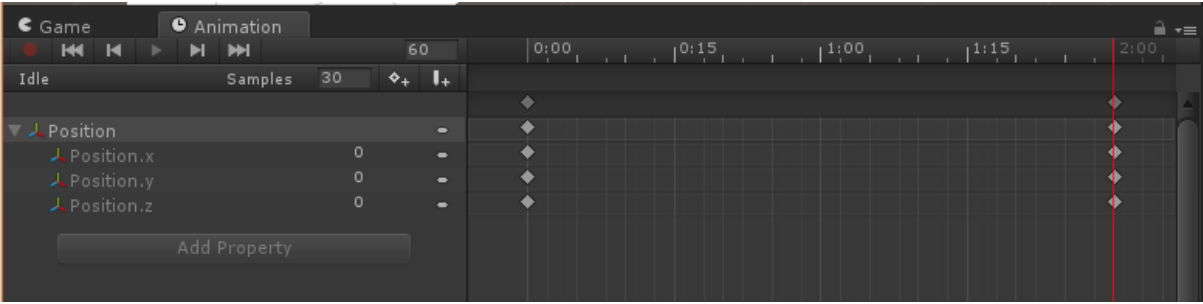 Game Animation
60 0:00 0:15 1:00 1:15 2:00
Idle Samples 30
Position
Position.x 0
Position.y 0
Position.z 0
Add Property